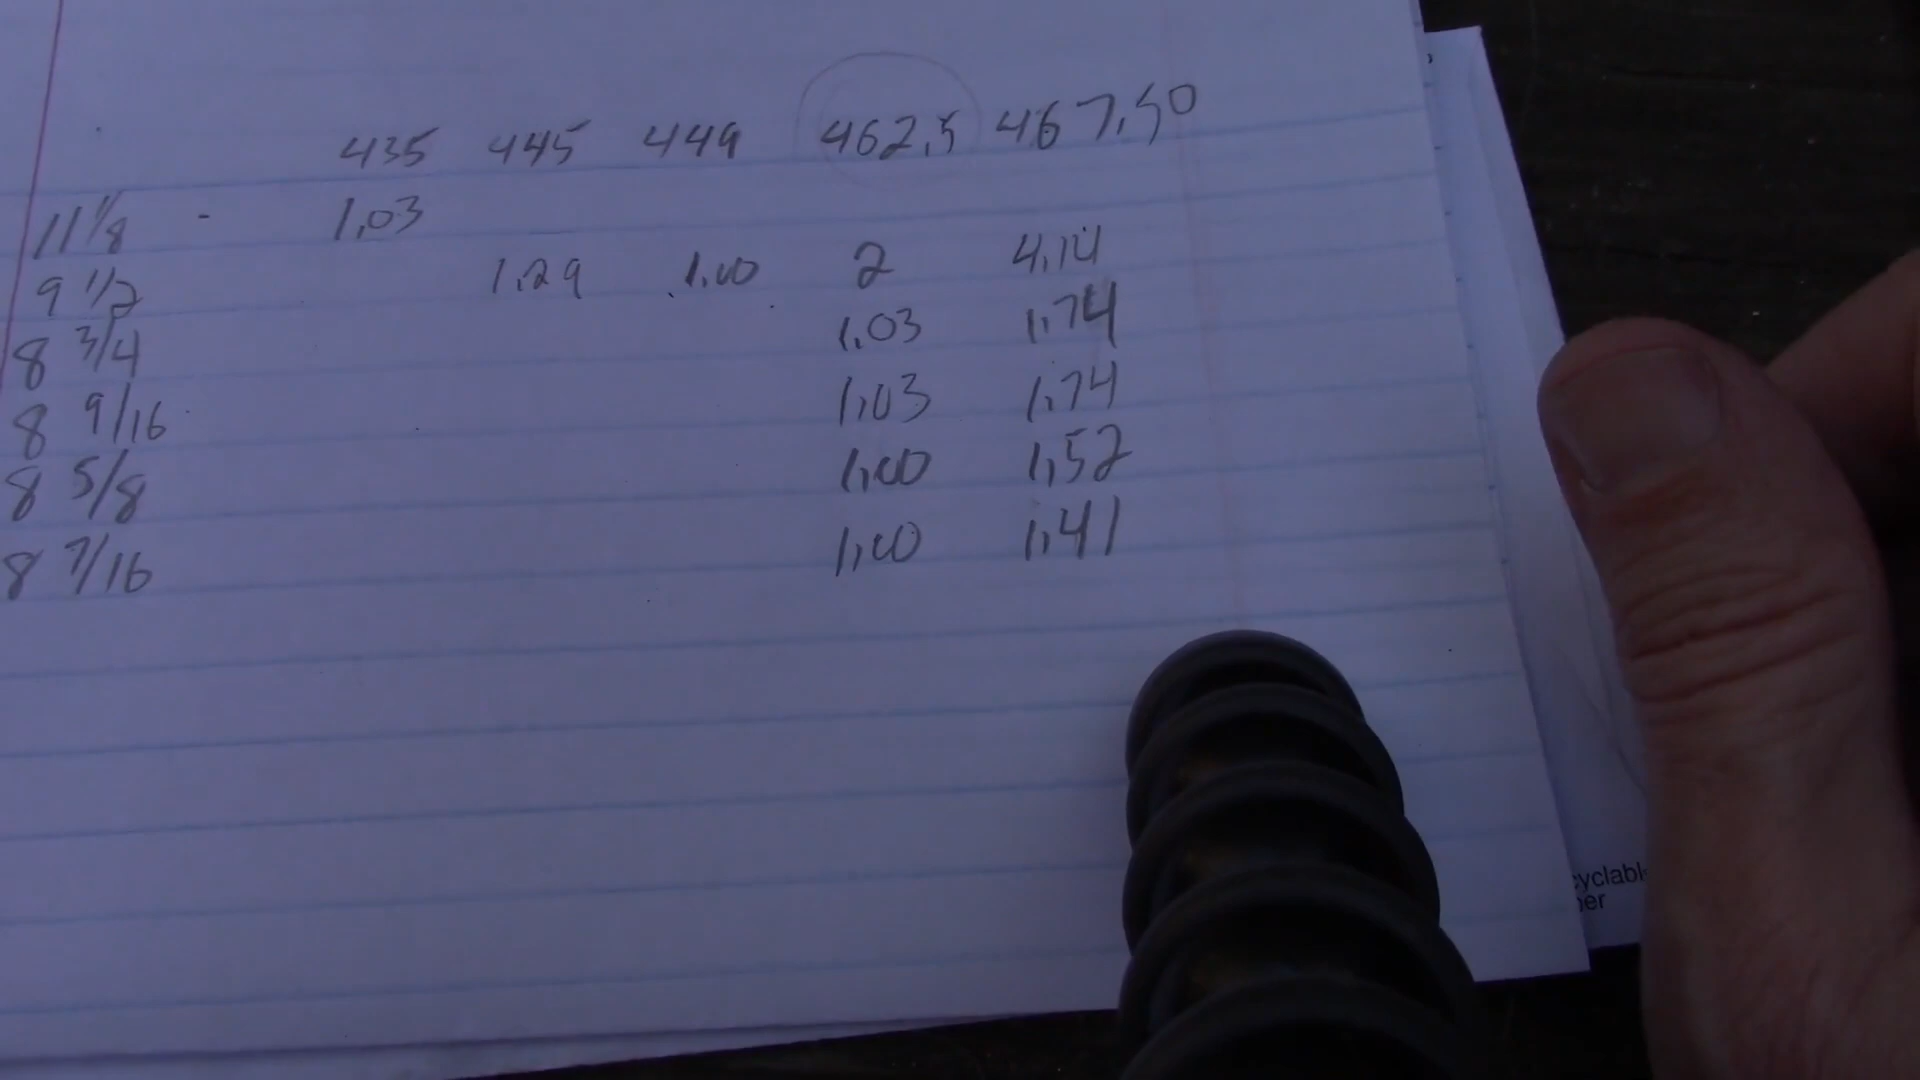 435 445 449 462.5 467.50
11 1/8 - 1.03
9 1/2 1.29 1.00 2 4.14
8 3/4 1.03 1.74
8 9/16 1.03 1.74
8 5/8 1.00 1.52
8 7/16 1.00 1.41